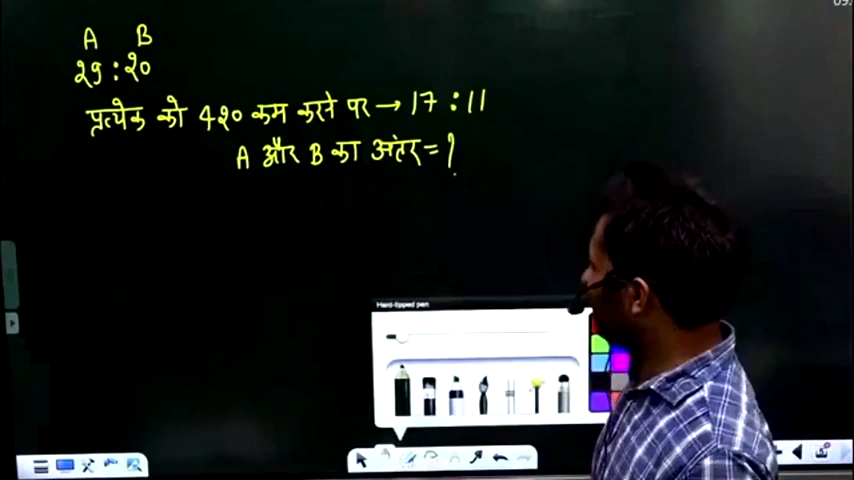 A B
29 : 20
प्रत्येक को 420 कम करने पर → 17 : 11
A और B का अंतर = ?
Hard-tipped pen